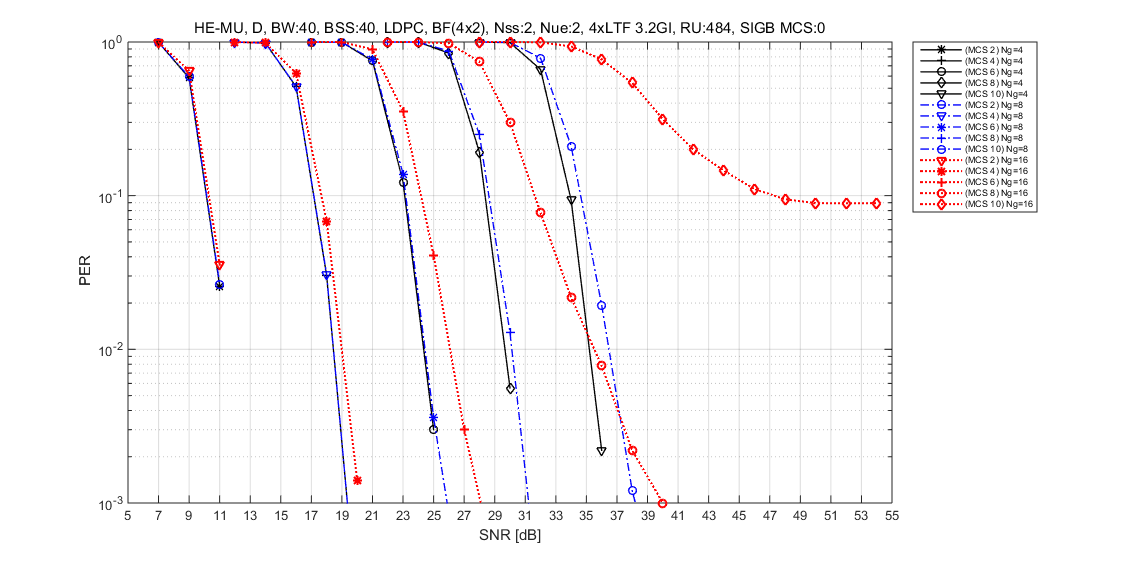 HE-MU, D, BW:40, BSS:40, LDPC, BF(4x2), Nss:2, Nue:2, 4xLTF 3.2GI, RU:484, SIGB MCS:0
10^0
10^-1
10^-2
10^-3
PER
5 7 9 11 13 15 17 19 21 23 25 27 29 31 33 35 37 39 41 43 45 47 49 51 53 55
SNR [dB]
(MCS 2) Ng=4
(MCS 4) Ng=4
(MCS 6) Ng=4
(MCS 8) Ng=4
(MCS 10) Ng=4
(MCS 2) Ng=8
(MCS 4) Ng=8
(MCS 6) Ng=8
(MCS 8) Ng=8
(MCS 10) Ng=8
(MCS 2) Ng=16
(MCS 4) Ng=16
(MCS 6) Ng=16
(MCS 8) Ng=16
(MCS 10) Ng=16